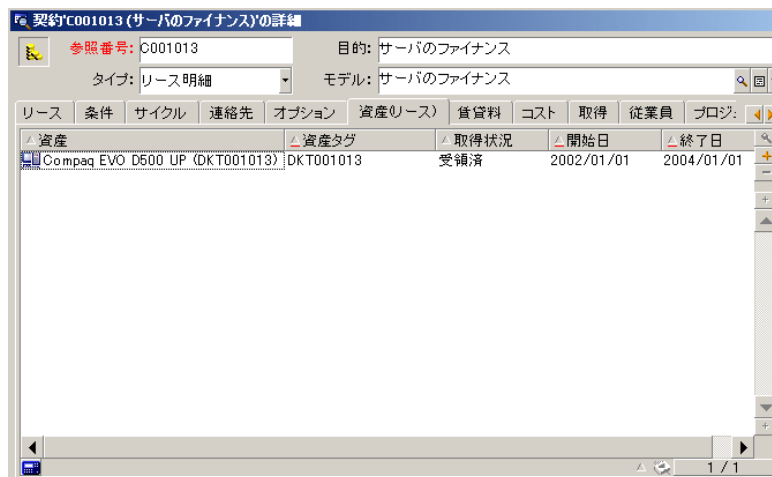 契約'C001013 (サーバのファイナンス)'の詳細
参照番号: C001013 目的: サーバのファイナンス
タイプ: リース明細 モデル: サーバのファイナンス
リース 条件 サイクル 連絡先 オプション 資産(リース) 賃貸料 コスト 取得 従業員 プロジ:
資産 資産タグ 取得状況 開始日 終了日
Compaq EVO D500 UP (DKT001013) DKT001013 受領済 2002/01/01 2004/01/01
1 / 1